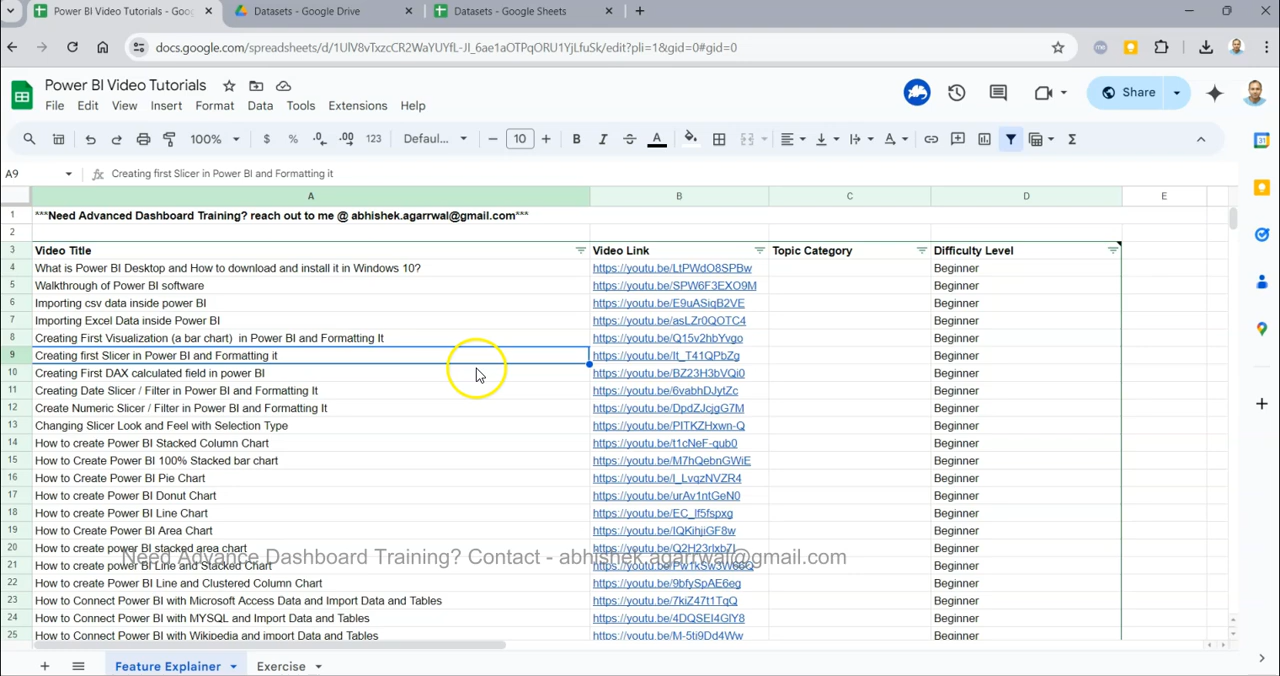 Power BI Video Tutorials - Goog
Datasets - Google Drive
Datasets - Google Sheets
docs.google.com/spreadsheets/d/1UlV8vTxzcCR2WaYUYfL-Jl_6ae1aOTPqORU1YjLfuSk/edit?pli=1&gid=0#gid=0
Power BI Video Tutorials
Share
File Edit View Insert Format Data Tools Extensions Help
100% $ % .0 .00 123 Defaul... 10 B I A
A9 fx Creating first Slicer in Power BI and Formatting it
A B C D E
1 ***Need Advanced Dashboard Training? reach out to me @ abhishek.agarrwal@gmail.com***
2
3 Video Title Video Link Topic Category Difficulty Level
4 What is Power BI Desktop and How to download and install it in Windows 10? https://youtu.be/LtPWdO8SPBw Beginner
5 Walkthrough of Power BI software https://youtu.be/SPW6F3EXO9M Beginner
6 Importing csv data inside power BI https://youtu.be/E9uASiqB2VE Beginner
7 Importing Excel Data inside Power BI https://youtu.be/asLZr0QOTC4 Beginner
8 Creating First Visualization (a bar chart) in Power BI and Formatting It https://youtu.be/Q15v2hbYvgo Beginner
9 Creating first Slicer in Power BI and Formatting it https://youtu.be/It_T41QPbZg Beginner
10 Creating First DAX calculated field in power BI https://youtu.be/BZ23H3bVQi0 Beginner
11 Creating Date Slicer / Filter in Power BI and Formatting It https://youtu.be/6vabhDJytZc Beginner
12 Create Numeric Slicer / Filter in Power BI and Formatting It https://youtu.be/DpdZJcjgG7M Beginner
13 Changing Slicer Look and Feel with Selection Type https://youtu.be/PITKZHxwn-Q Beginner
14 How to create Power BI Stacked Column Chart https://youtu.be/t1cNeF-qub0 Beginner
15 How to Create Power BI 100% Stacked bar chart https://youtu.be/M7hQebnGWiE Beginner
16 How to Create Power BI Pie Chart https://youtu.be/l_LvqzNVZR4 Beginner
17 How to create Power BI Donut Chart https://youtu.be/urAv1ntGeN0 Beginner
18 How to create Power BI Line Chart https://youtu.be/EC_lf5fspxg Beginner
19 How to Create Power BI Area Chart https://youtu.be/IQKihjiGF8w Beginner
20 How to create power BI stacked area chart https://youtu.be/Q2H23rlxb7I Beginner
Need Advance Dashboard Training? Contact - abhishek.agarrwal@gmail.com
21 How to create power BI Line and Stacked Chart Beginner
22 How to create Power BI Line and Clustered Column Chart https://youtu.be/9bfySpAE6eg Beginner
23 How to Connect Power BI with Microsoft Access Data and Import Data and Tables https://youtu.be/7kiZ47t1TqQ Beginner
24 How to Connect Power BI with MYSQL and Import Data and Tables https://youtu.be/4DQSEI4GlY8 Beginner
25 How to Connect Power BI with Wikipedia and import Data and Tables https://youtu.be/M-5ti9Dd4Ww Beginner
Feature Explainer Exercise